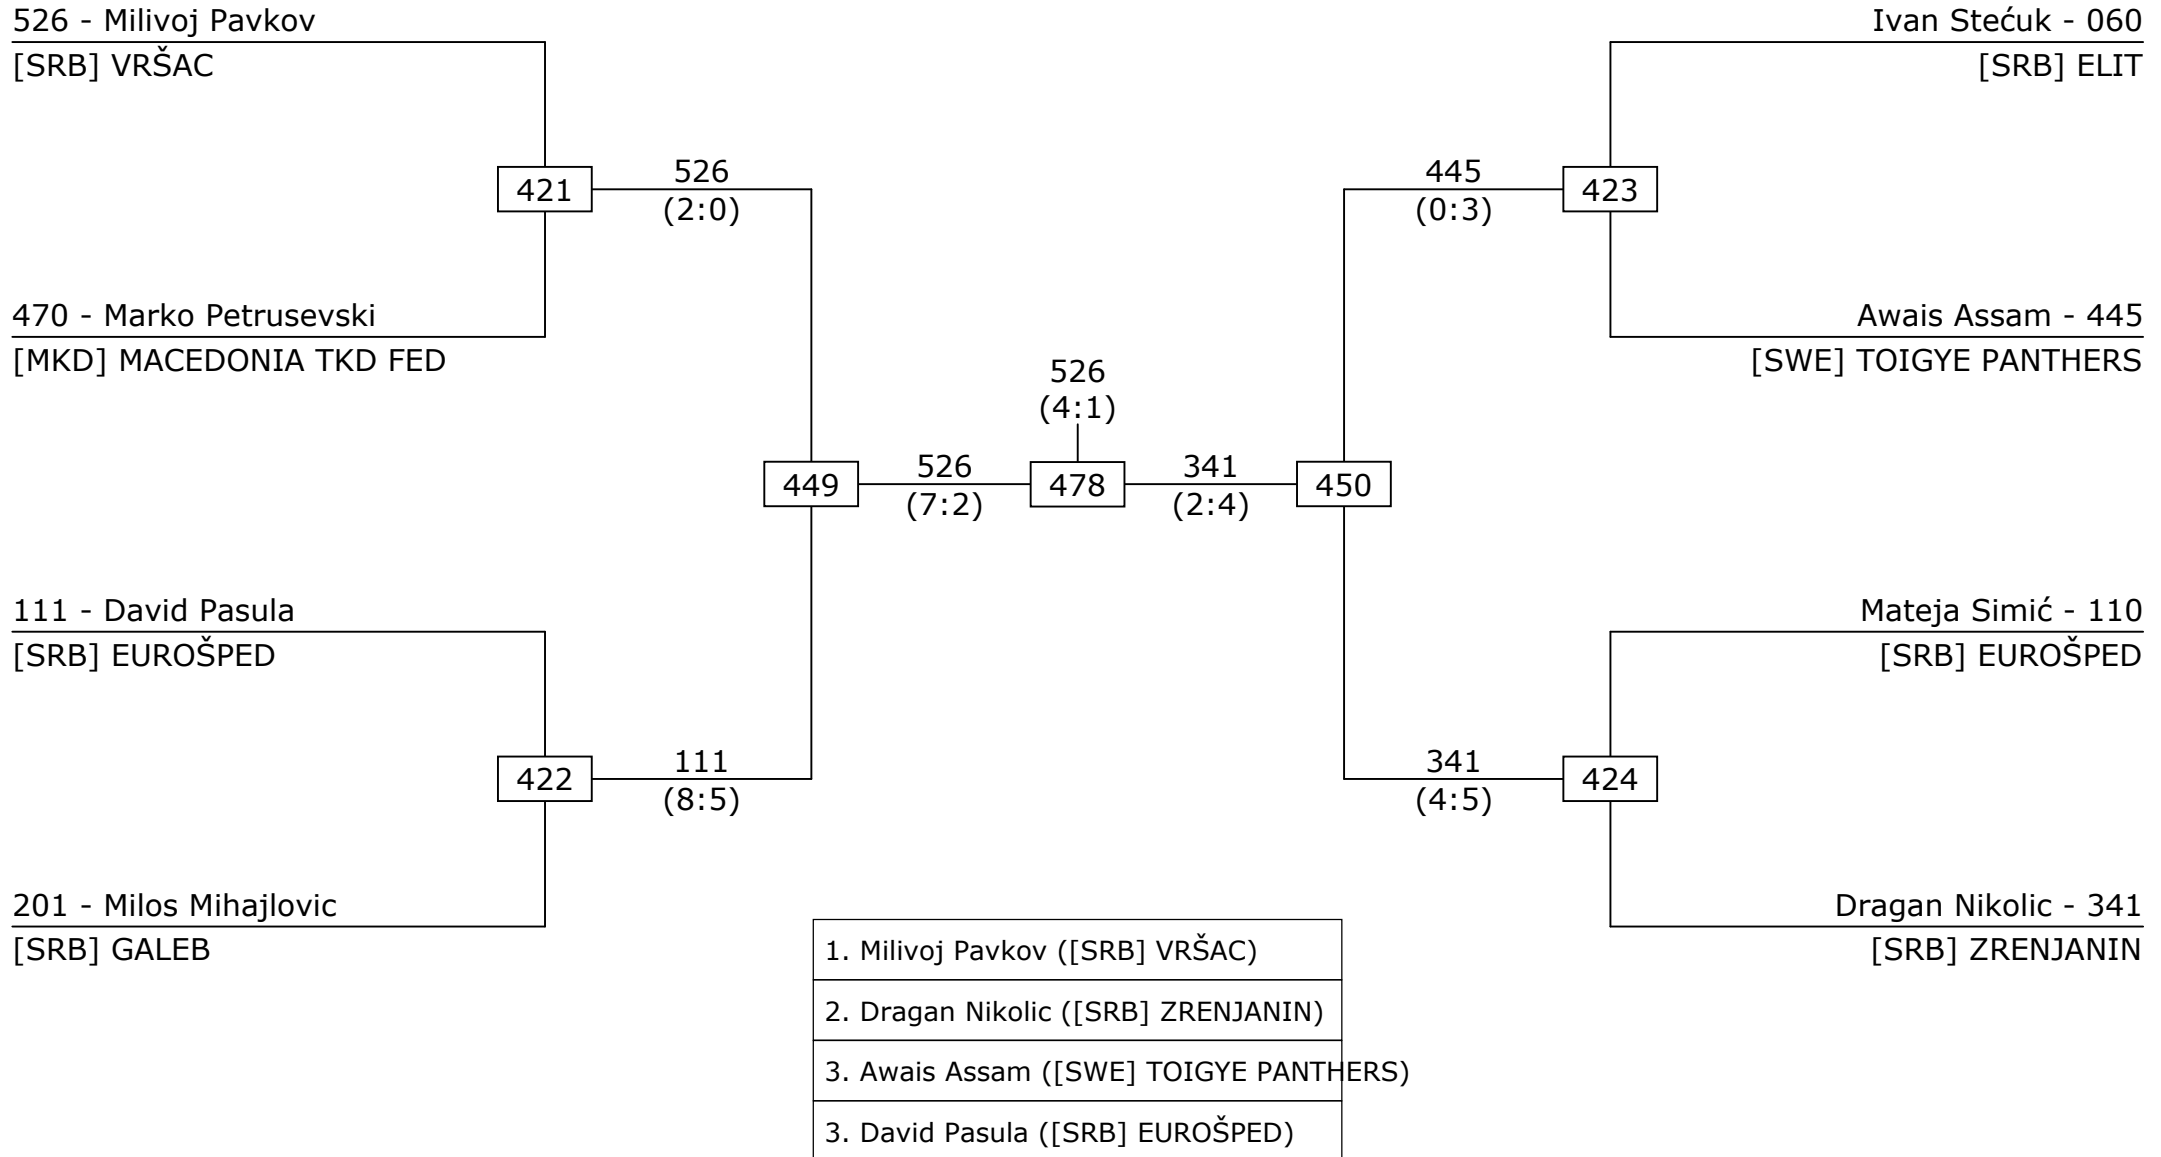 526 - Milivoj Pavkov
[SRB] VRŠAC
421
526
(2:0)
470 - Marko Petrusevski
[MKD] MACEDONIA TKD FED
111 - David Pasula
[SRB] EUROŠPED
422
111
(8:5)
201 - Milos Mihajlovic
[SRB] GALEB
449
526
(7:2)
526
(4:1)
478
341
(2:4)
450
Ivan Stećuk - 060
[SRB] ELIT
445
(0:3)
423
Awais Assam - 445
[SWE] TOIGYE PANTHERS
Mateja Simić - 110
[SRB] EUROŠPED
341
(4:5)
424
Dragan Nikolic - 341
[SRB] ZRENJANIN
1. Milivoj Pavkov ([SRB] VRŠAC)
2. Dragan Nikolic ([SRB] ZRENJANIN)
3. Awais Assam ([SWE] TOIGYE PANTHERS)
3. David Pasula ([SRB] EUROŠPED)